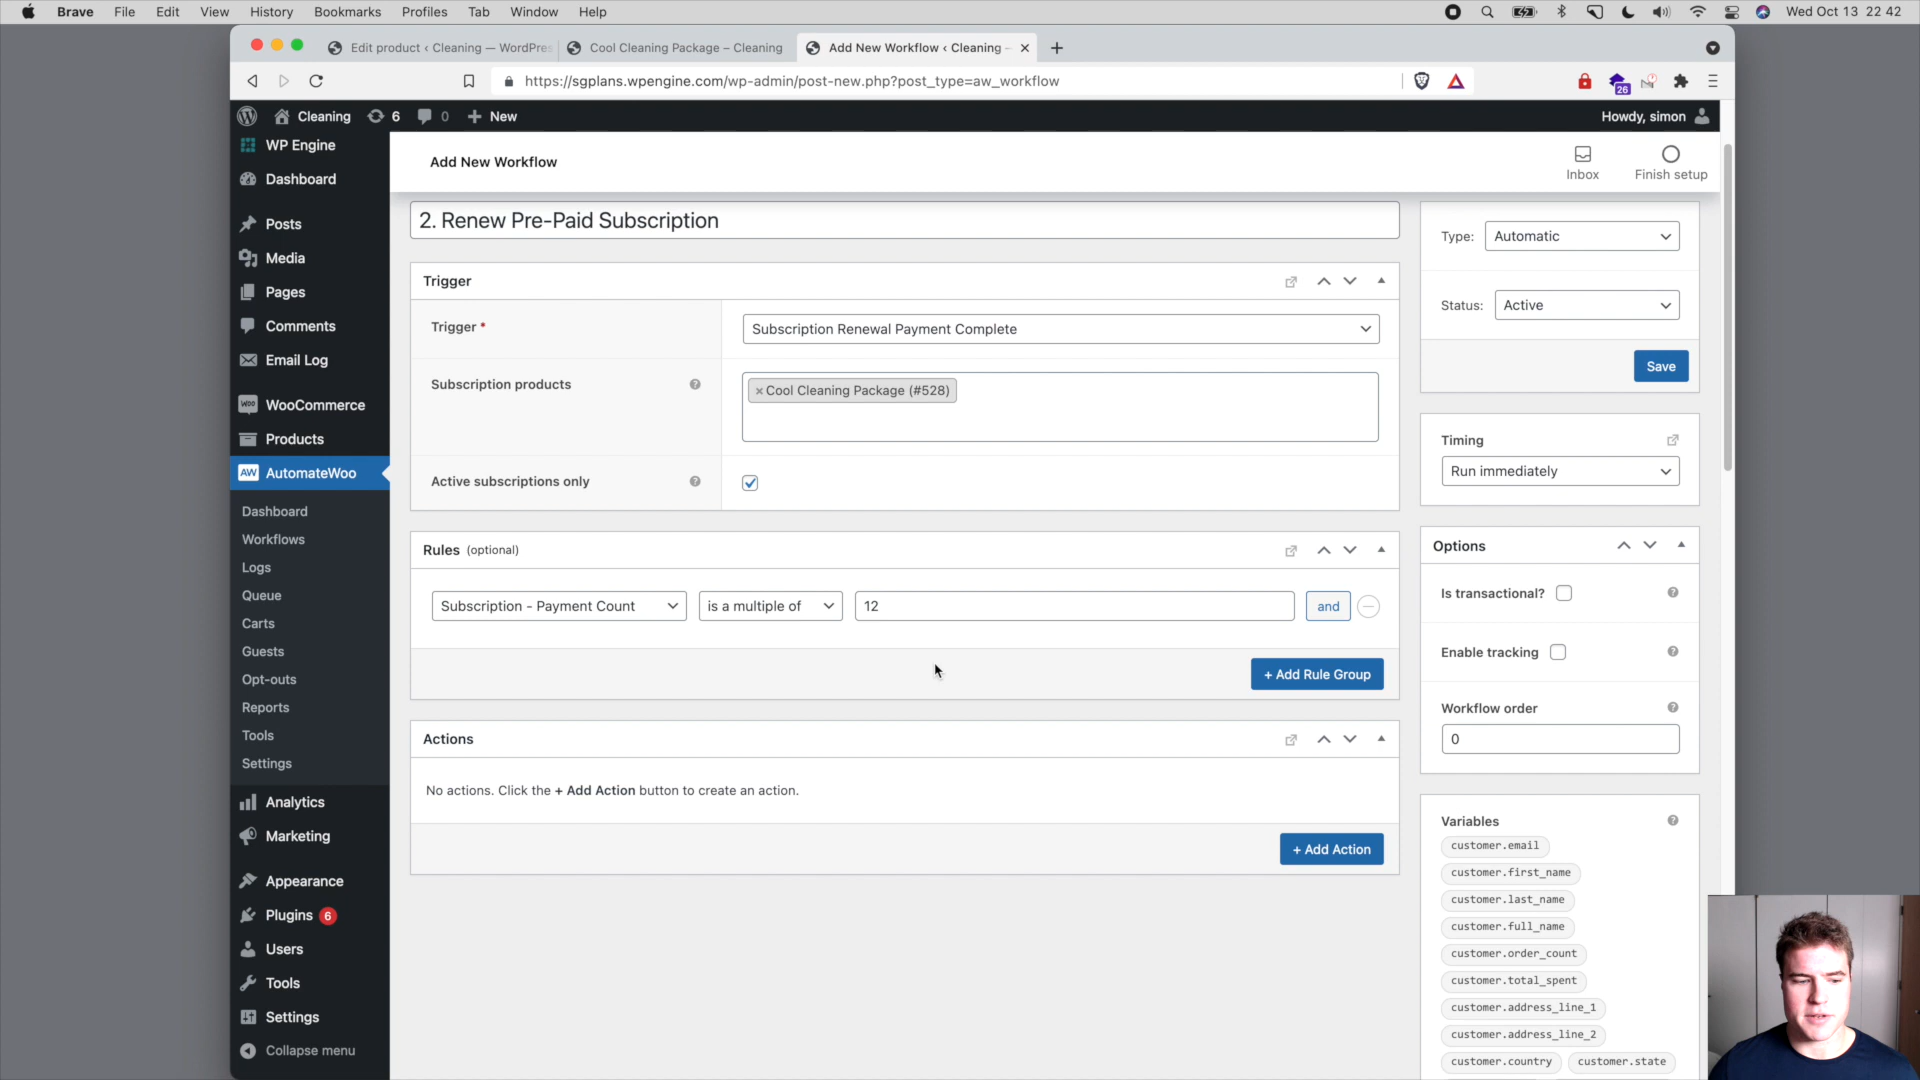 Brave File Edit View History Bookmarks Profiles Tab Window Help Wed Oct 13 22 42
Edit product ‹ Cleaning — WordPres
Cool Cleaning Package – Cleaning
Add New Workflow ‹ Cleaning –
https://sgplans.wpengine.com/wp-admin/post-new.php?post_type=aw_workflow
26
Cleaning 6 0 New Howdy, simon
WP Engine
Dashboard
Posts
Media
Pages
Comments
Email Log
WooCommerce
Products
AW AutomateWoo
Dashboard
Workflows
Logs
Queue
Carts
Guests
Opt-outs
Reports
Tools
Settings
Analytics
Marketing
Appearance
Plugins 6
Users
Tools
Settings
Collapse menu
Add New Workflow
Inbox
Finish setup
2. Renew Pre-Paid Subscription
Trigger
Trigger *
Subscription Renewal Payment Complete
Subscription products
×Cool Cleaning Package (#528)
Active subscriptions only
Rules (optional)
Subscription - Payment Count
is a multiple of
12
and
+ Add Rule Group
Actions
No actions. Click the + Add Action button to create an action.
+ Add Action
Type: Automatic
Status: Active
Save
Timing
Run immediately
Options
Is transactional?
Enable tracking
Workflow order
0
Variables
customer.email
customer.first_name
customer.last_name
customer.full_name
customer.order_count
customer.total_spent
customer.address_line_1
customer.address_line_2
customer.country customer.state